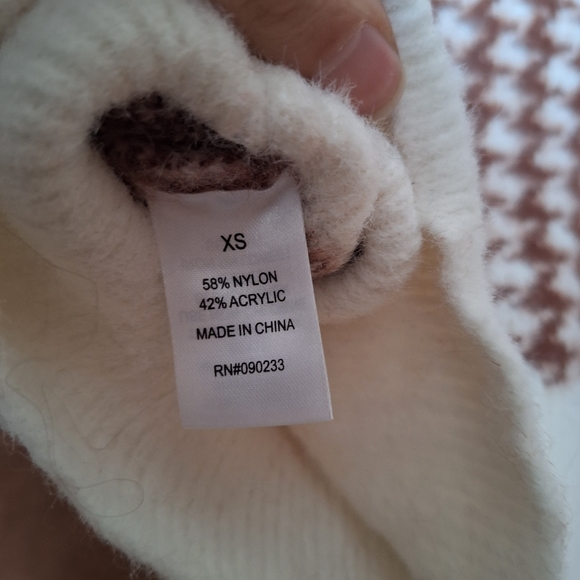 XS
58% NYLON
42% ACRYLIC
MADE IN CHINA
RN#090233